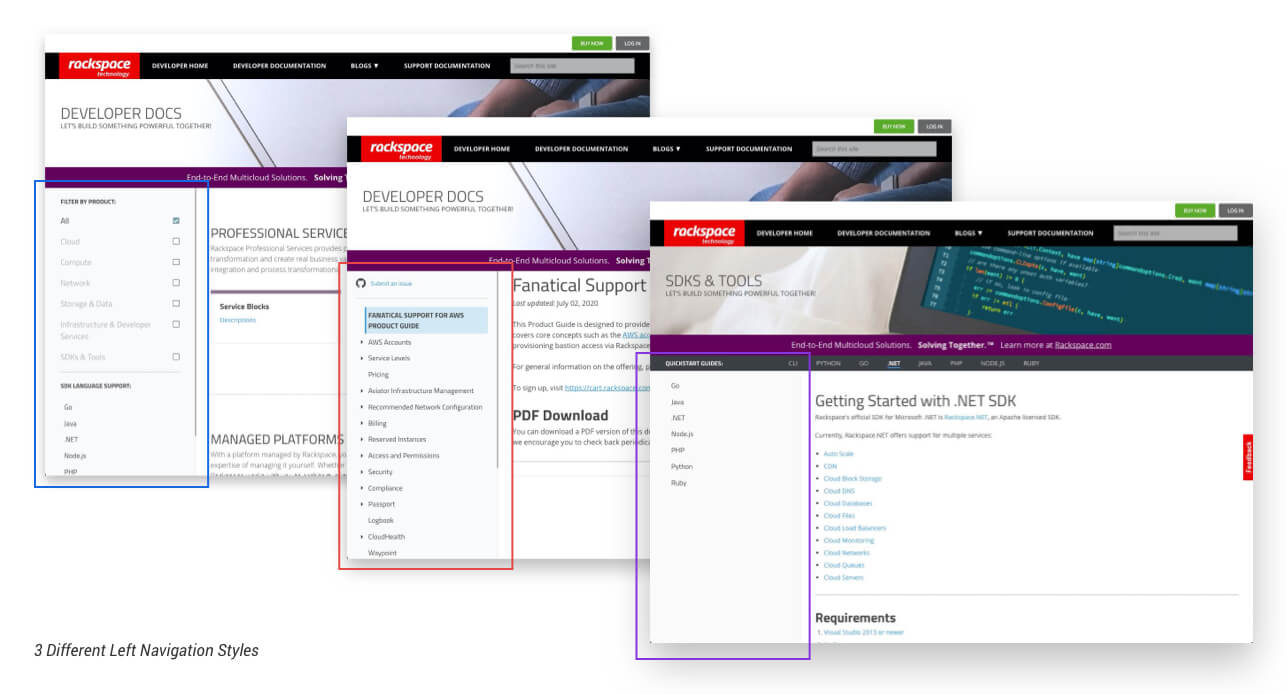 BUY NOW LOG IN
rackspace technology DEVELOPER HOME DEVELOPER DOCUMENTATION BLOGS ▼ SUPPORT DOCUMENTATION Search this site
DEVELOPER DOCS
LET'S BUILD SOMETHING POWERFUL TOGETHER!
End-to-End Multicloud Solutions. Solving
FILTER BY PRODUCT:
All
Cloud
Compute
Network
Storage & Data
Infrastructure & Developer
Services
SDKs & Tools
SDK LANGUAGE SUPPORT:
Go
Java
.NET
Node.js
PHP
PROFESSIONAL SERVICE
Rackspace Professional Services provides
transformation and create real business
integration and process transformation
Service Blocks
Descriptions
MANAGED PLATFORMS
With a platform managed by Rackspace,
expertise of managing it yourself. Whether
BUY NOW LOG IN
rackspace technology DEVELOPER HOME DEVELOPER DOCUMENTATION BLOGS ▼ SUPPORT DOCUMENTATION Search this site
DEVELOPER DOCS
LET'S BUILD SOMETHING POWERFUL TOGETHER!
End-to-End Multicloud Solutions. Solving
Submit an issue
FANATICAL SUPPORT FOR AWS
PRODUCT GUIDE
AWS Accounts
Service Levels
Pricing
Aviator Infrastructure Management
Recommended Network Configuration
Billing
Reserved Instances
Access and Permissions
Security
Compliance
Passport
Logbook
CloudHealth
Waypoint
Fanatical Support
Last updated: July 02, 2020
This Product Guide is designed to provide
covers core concepts such as the AWS
provisioning bastion access via Rackspace
For general information on the offering,
To sign up, visit https://cart.rackspace.com
PDF Download
You can download a PDF version of this
we encourage you to check back
BUY NOW LOG IN
rackspace technology DEVELOPER HOME DEVELOPER DOCUMENTATION BLOGS ▼ SUPPORT DOCUMENTATION Search this site
SDKS & TOOLS
LET'S BUILD SOMETHING POWERFUL TOGETHER!
End-to-End Multicloud Solutions. Solving Together.™ Learn more at Rackspace.com
QUICKSTART GUIDES: CLI PYTHON GO .NET JAVA PHP NODE.JS RUBY
Go
Java
.NET
Node.js
PHP
Python
Ruby
Getting Started with .NET SDK
Rackspace's official SDK for Microsoft .NET is Rackspace.NET, an Apache licensed SDK.
Currently, Rackspace.NET offers support for multiple services:
Auto Scale
CDN
Cloud Block Storage
Cloud DNS
Cloud Databases
Cloud Files
Cloud Load Balancers
Cloud Monitoring
Cloud Networks
Cloud Queues
Cloud Servers
Requirements
1. Visual Studio 2013 or newer
Feedback
3 Different Left Navigation Styles